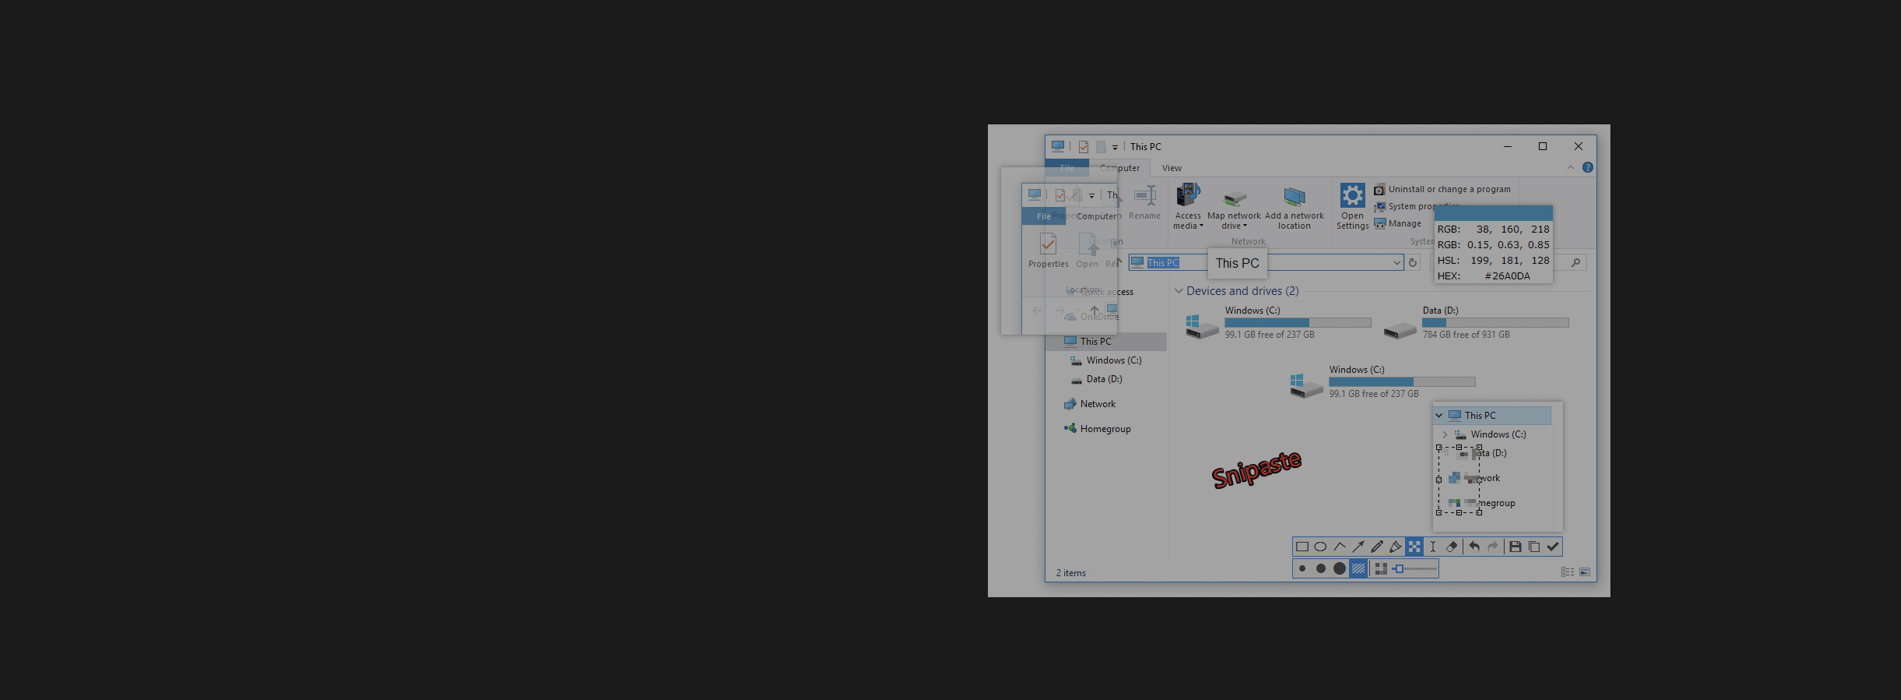 This PC
File
Computer
View
Th
File
Computer
Properties
Open
Location
Rename
Access
media
Map network
drive
Add a network
location
Network
Open
Settings
Uninstall or change a program
System
Manage
RGB: 38, 160, 218
RGB: 0.15, 0.63, 0.85
HSL: 199, 181, 128
HEX: #26A0DA
This PC
This PC
Quick access
OneDrive
This PC
Windows (C:)
Data (D:)
Network
Homegroup
Devices and drives (2)
Windows (C:)
99.1 GB free of 237 GB
Data (D:)
784 GB free of 931 GB
Windows (C:)
99.1 GB free of 237 GB
This PC
Windows (C:)
ata (D:)
work
megroup
Snipaste
2 items